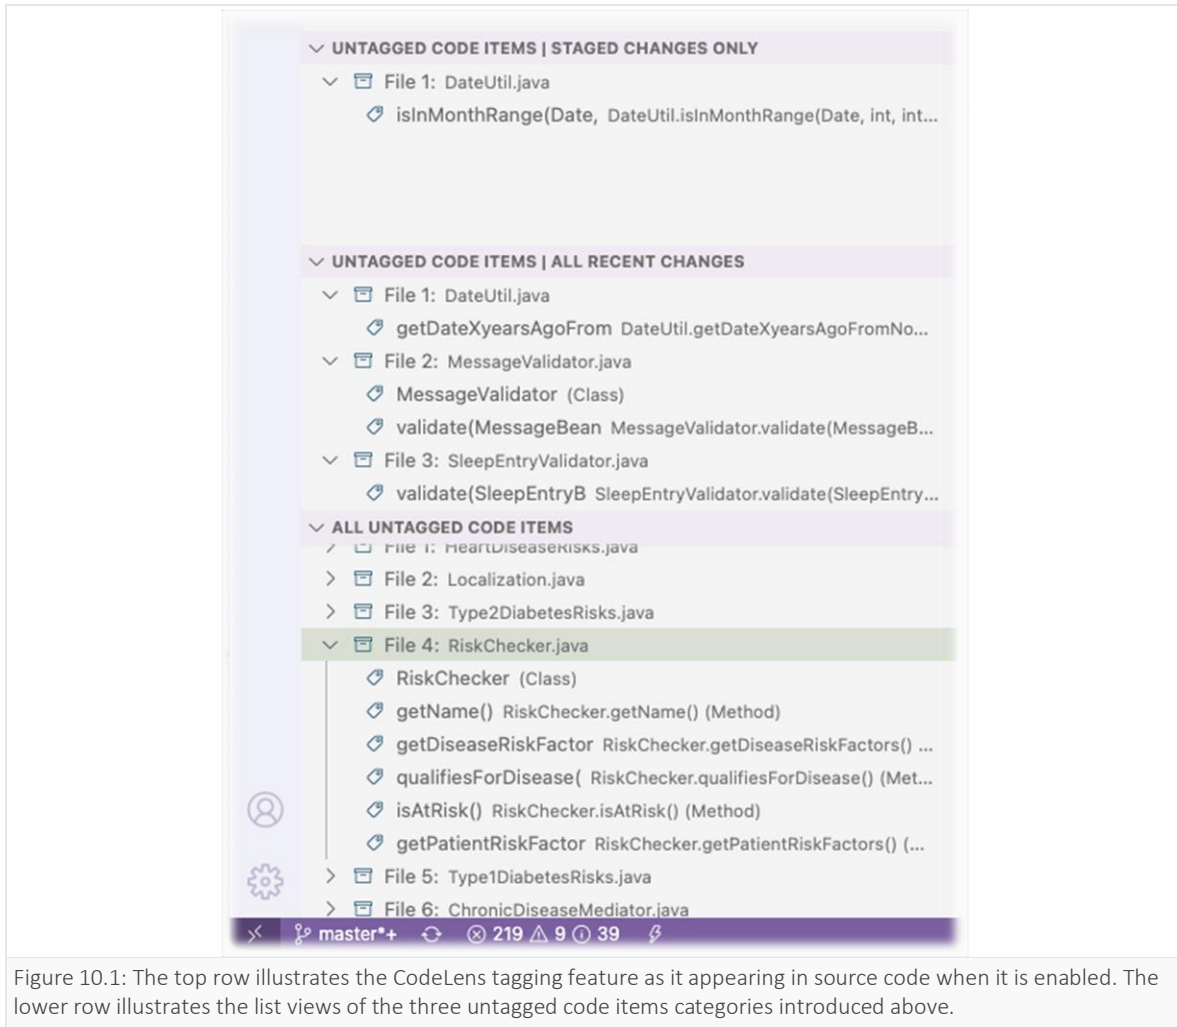 UNTAGGED CODE ITEMS | STAGED CHANGES ONLY
File 1: DateUtil.java
isInMonthRange(Date, DateUtil.isInMonthRange(Date, int, int...
UNTAGGED CODE ITEMS | ALL RECENT CHANGES
File 1: DateUtil.java
getDateXyearsAgoFrom DateUtil.getDateXyearsAgoFromNo...
File 2: MessageValidator.java
MessageValidator (Class)
validate(MessageBean MessageValidator.validate(MessageB...
File 3: SleepEntryValidator.java
validate(SleepEntryB SleepEntryValidator.validate(SleepEntry...
ALL UNTAGGED CODE ITEMS
File 1: HeartDiseaseRisks.java
File 2: Localization.java
File 3: Type2DiabetesRisks.java
File 4: RiskChecker.java
RiskChecker (Class)
getName() RiskChecker.getName() (Method)
getDiseaseRiskFactor RiskChecker.getDiseaseRiskFactors() ...
qualifiesForDisease( RiskChecker.qualifiesForDisease() (Met...
isAtRisk() RiskChecker.isAtRisk() (Method)
getPatientRiskFactor RiskChecker.getPatientRiskFactors() (...
File 5: Type1DiabetesRisks.java
File 6: ChronicDiseaseMediator.java
master*+ 219 9 39
Figure 10.1: The top row illustrates the CodeLens tagging feature as it appearing in source code when it is enabled. The
lower row illustrates the list views of the three untagged code items categories introduced above.